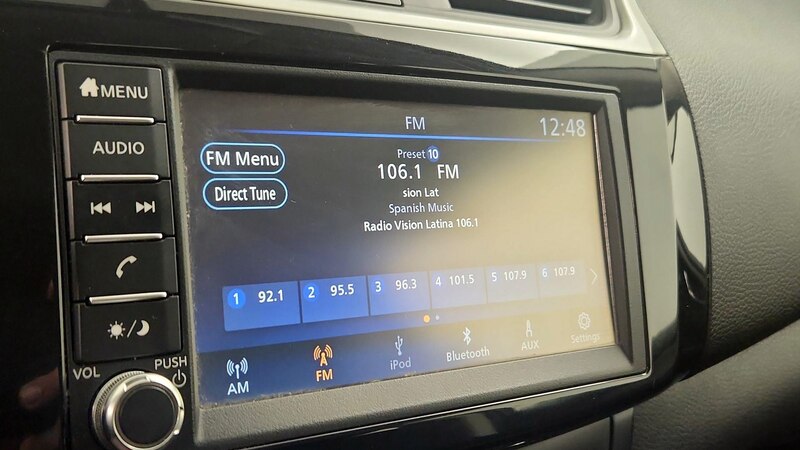 MENU
AUDIO
VOL
PUSH
FM
12:48
FM Menu
Direct Tune
Preset 10
106.1 FM
sion Lat
Spanish Music
Radio Vision Latina 106.1
1 92.1
2 95.5
3 96.3
4 101.5
5 107.9
6 107.9
AM
FM
iPod
Bluetooth
AUX
Settings